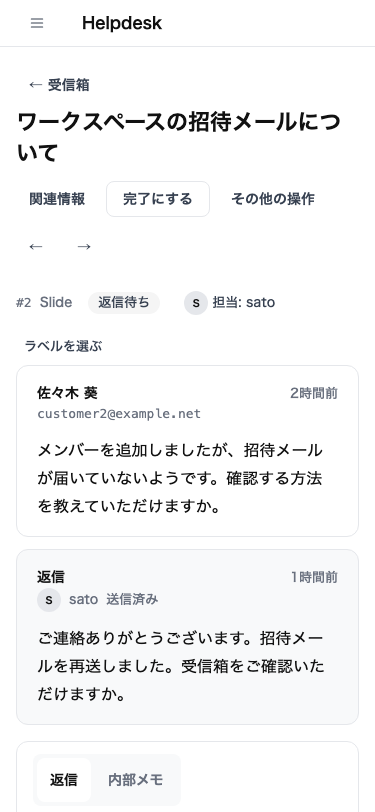 Helpdesk
← 受信箱
ワークスペースの招待メールにつ
いて
関連情報 完了にする その他の操作
← →
#2 Slide 返信待ち s 担当: sato
ラベルを選ぶ
佐々木 葵 2時間前
customer2@example.net
メンバーを追加しましたが、招待メール
が届いていないようです。確認する方法
を教えていただけますか。
返信 1時間前
s sato 送信済み
ご連絡ありがとうございます。招待メー
ルを再送しました。受信箱をご確認いた
だけますか。
返信 内部メモ